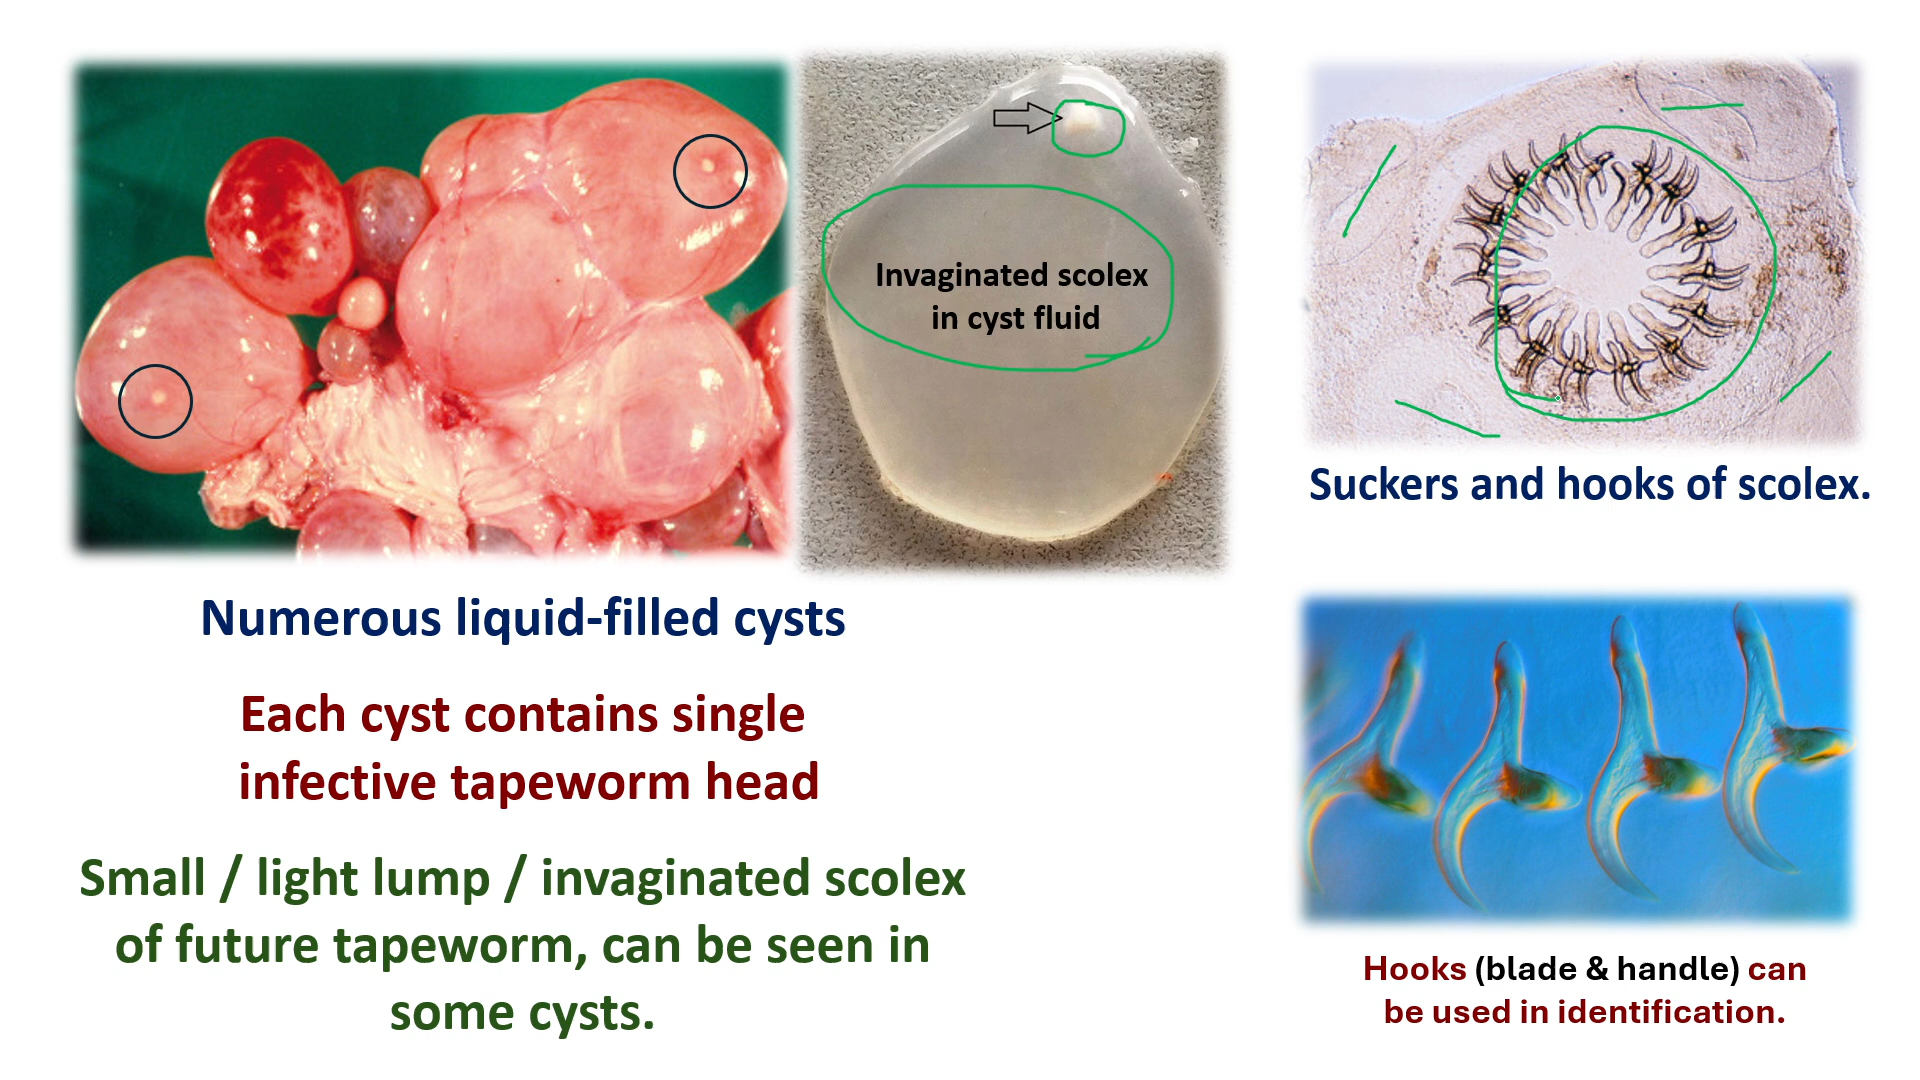 Invaginated scolex
in cyst fluid
Suckers and hooks of scolex.
Numerous liquid-filled cysts
Each cyst contains single
infective tapeworm head
Small / light lump / invaginated scolex
of future tapeworm, can be seen in
some cysts.
Hooks (blade & handle) can
be used in identification.